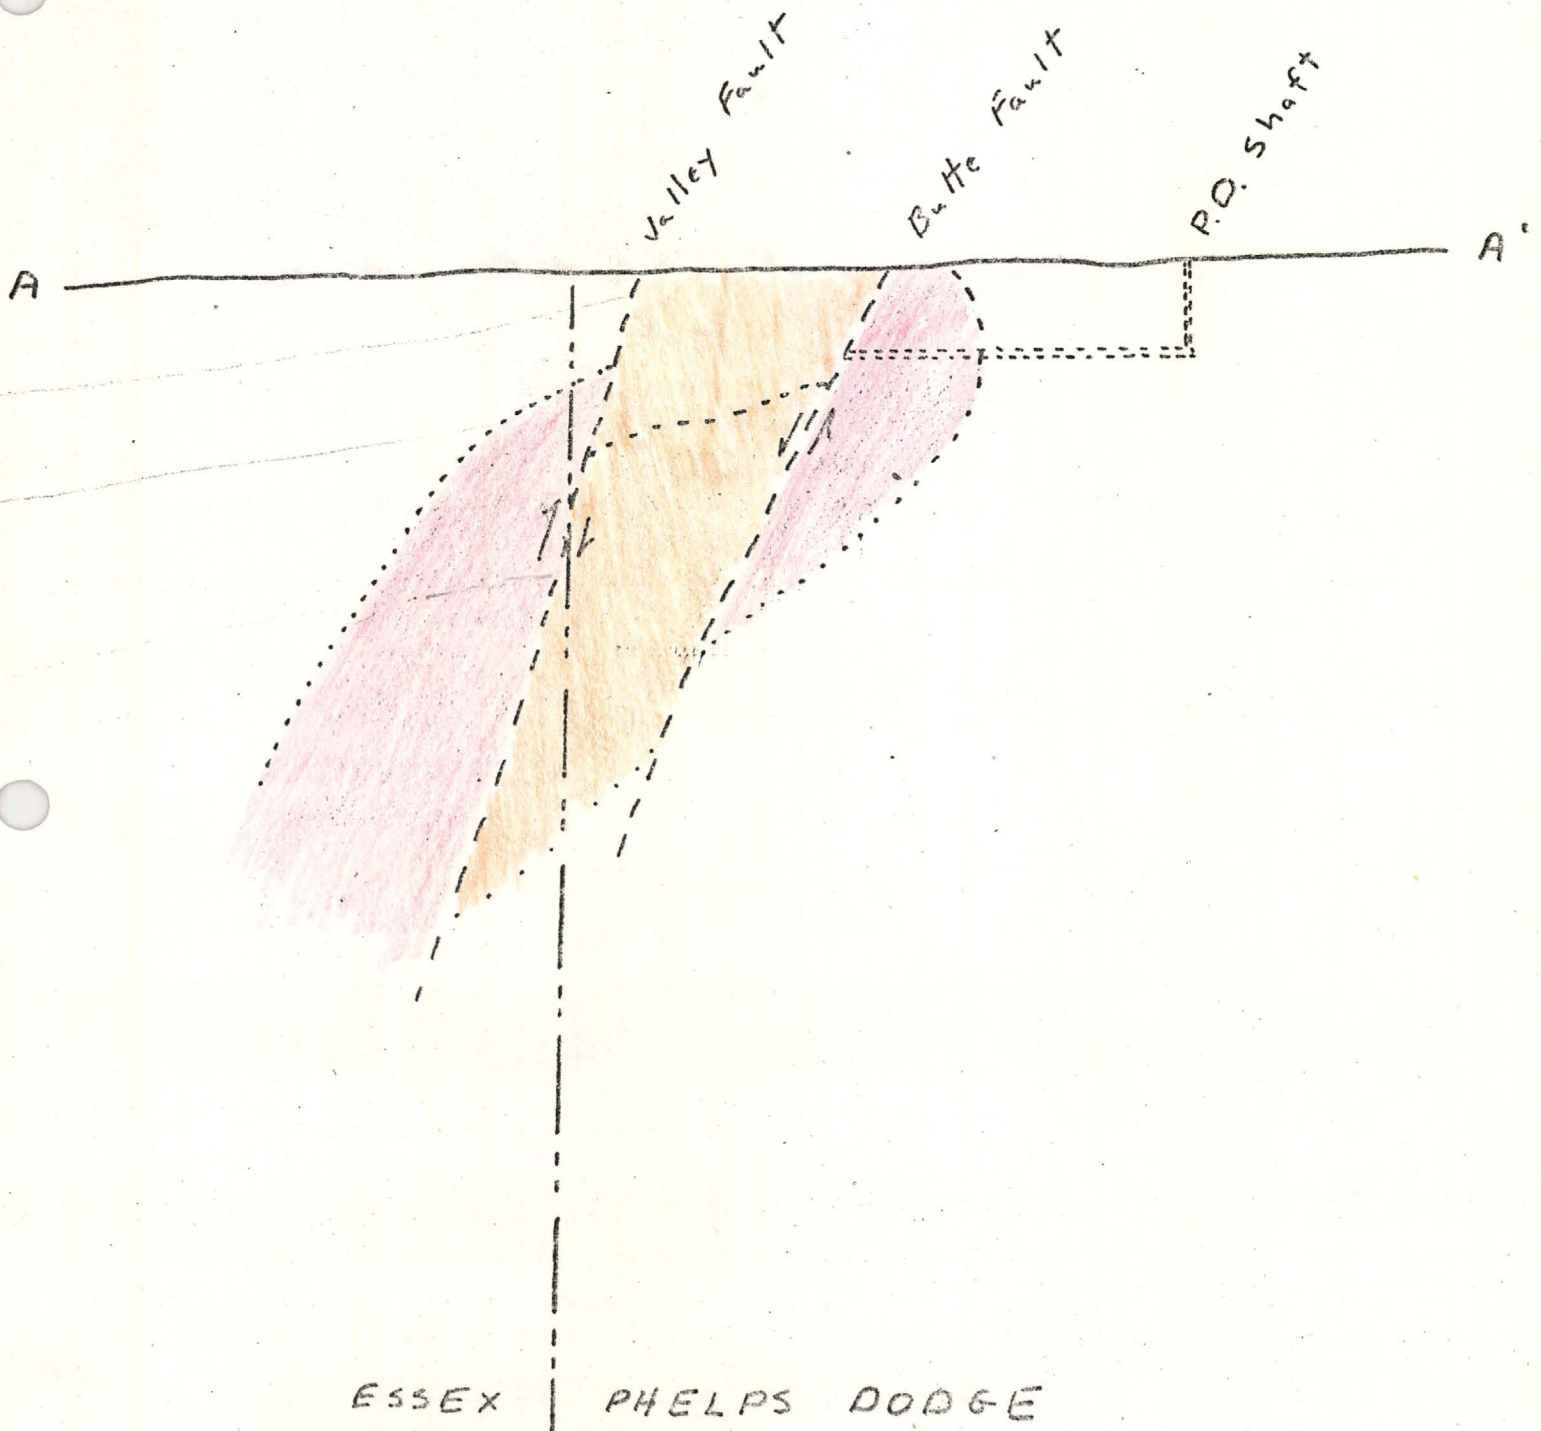 Valley Fault
Butte Fault
P.D. shaft
A
A'
ESSEX
PHELPS DODGE